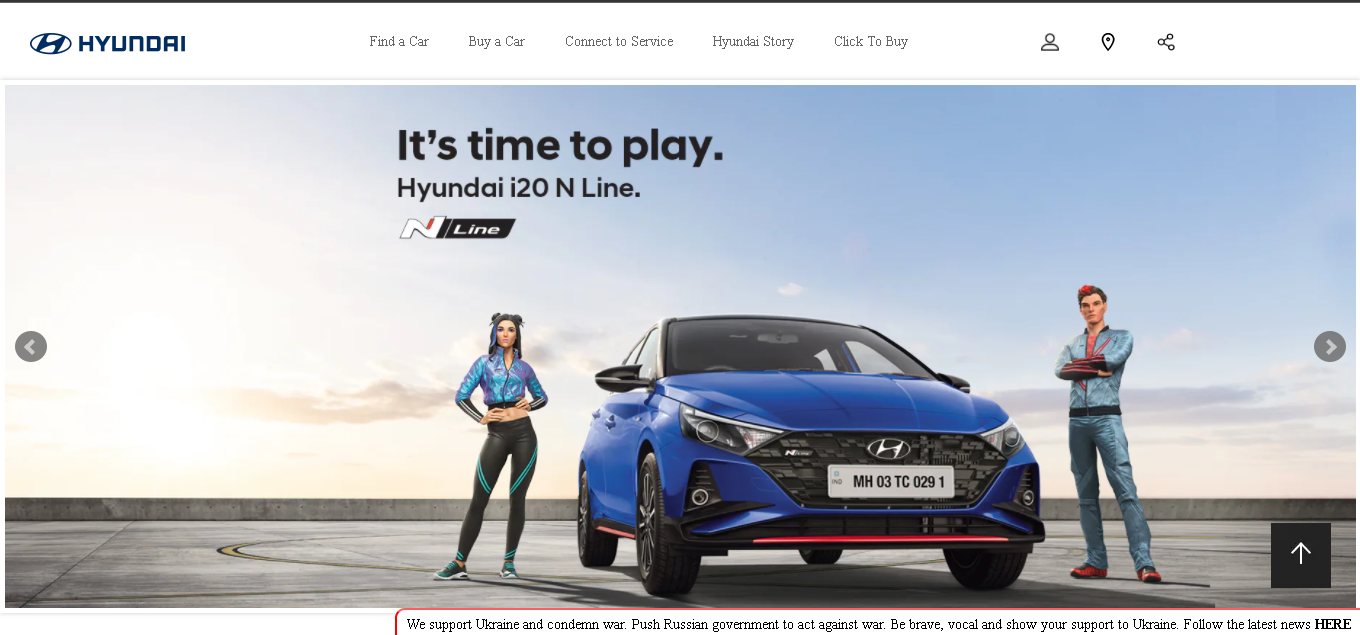 HYUNDAI
Find a Car
Buy a Car
Connect to Service
Hyundai Story
Click To Buy
It's time to play.
Hyundai i20 N Line.
N Line
N Line
IND
MH 03 TC 029 1
We support Ukraine and condemn war. Push Russian government to act against war. Be brave, vocal and show your support to Ukraine. Follow the latest news HERE